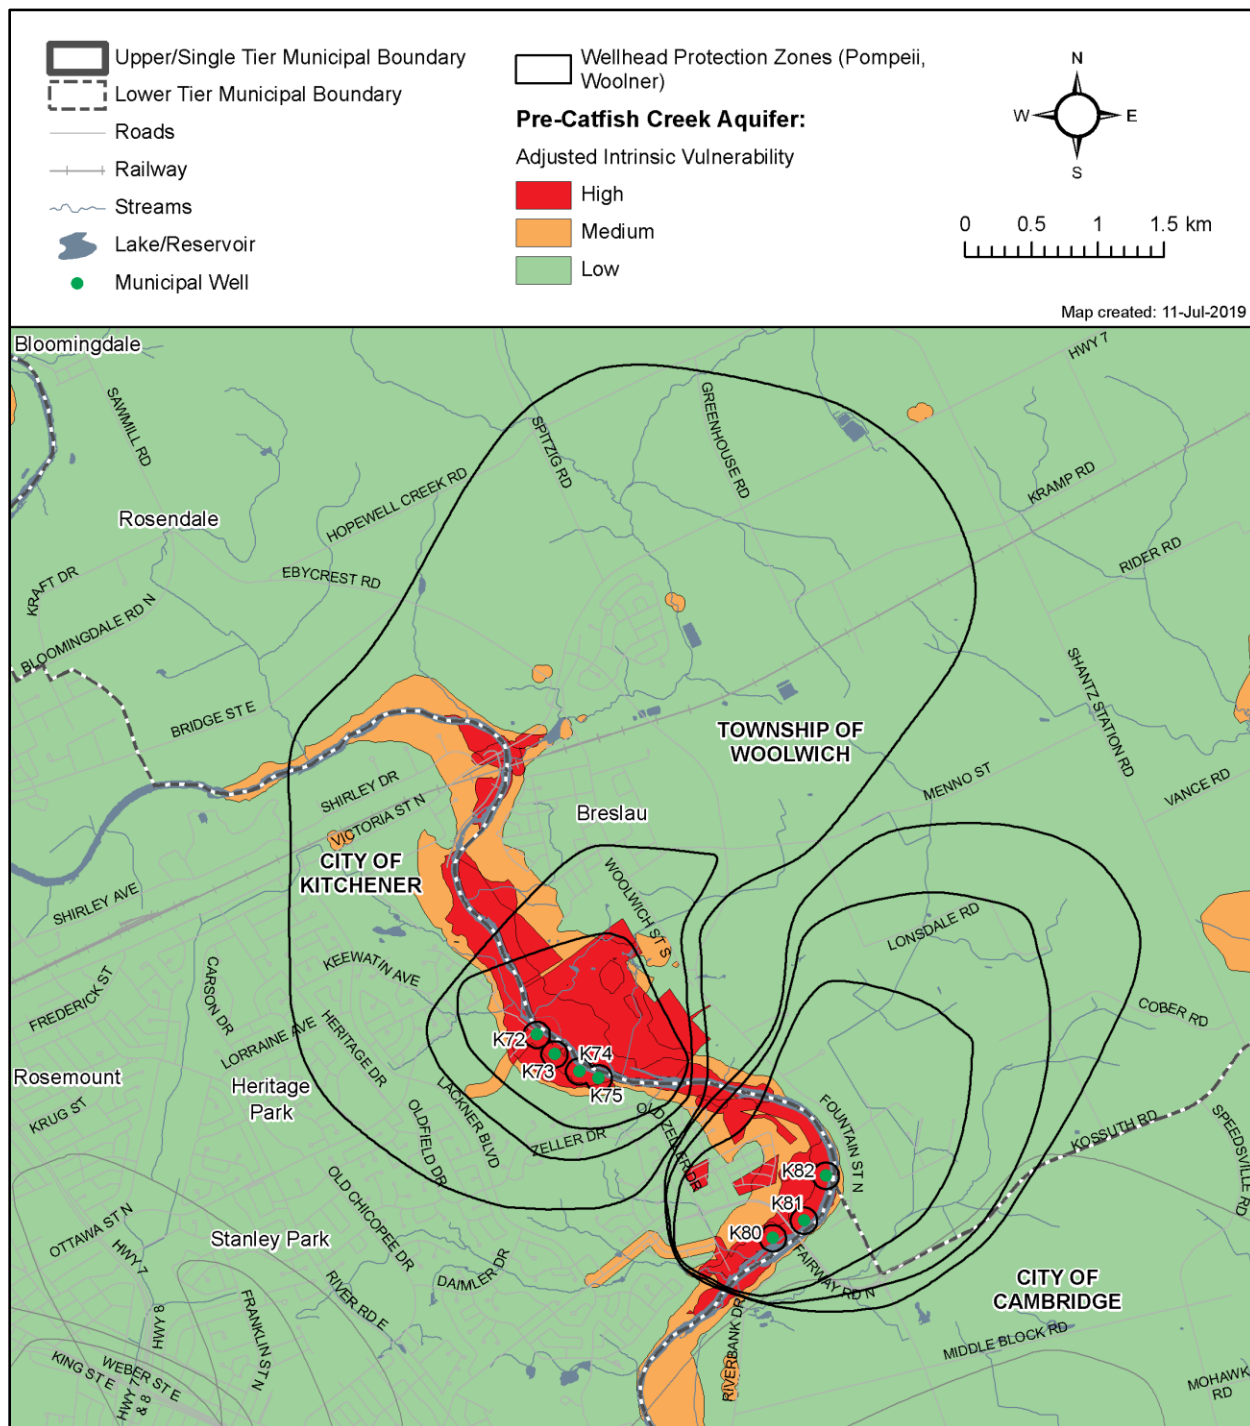 Upper/Single Tier Municipal Boundary
Lower Tier Municipal Boundary
Roads
Railway
Streams
Lake/Reservoir
Municipal Well
Wellhead Protection Zones (Pompeii,
Woolner)
Pre-Catfish Creek Aquifer:
Adjusted Intrinsic Vulnerability
High
Medium
Low
N
W E
S
0 0.5 1 1.5 km
Map created: 11-Jul-2019
Bloomingdale
HWY 7
SAWMILL RD
SPITZIG RD
GREENHOUSE RD
KRAMP RD
HOPEWELL CREEK RD
Rosendale
RIDER RD
KRAFT DR
EBYCREST RD
BLOOMINGDALE RD N
SHANTZ STATION RD
BRIDGE ST E
TOWNSHIP OF
WOOLWICH
SHIRLEY DR
VICTORIA ST N
MENNO ST
VANCE RD
Breslau
CITY OF
KITCHENER
SHIRLEY AVE
WOOLWICH ST S
LONSDALE RD
KEEWATIN AVE
FREDERICK ST
CARSON DR
COBER RD
LORRAINE AVE
HERITAGE DR
K72
K73
K74
K75
Rosemount
Heritage
Park
KRUG ST
LACKNER BLVD
OLDFIELD DR
ZELLER DR
OLD ZELLER DR
FOUNTAIN ST N
KOSSUTH RD
SPEEDSVILLE RD
K82
K81
K80
OLD CHICOPEE DR
OTTAWA ST N
Stanley Park
HWY 7
HWY 8
DAIMLER DR
RIVER RD E
FAIRWAY RD N
CITY OF
CAMBRIDGE
FRANKLIN ST N
RIVERBANK DR
MIDDLE BLOCK RD
WEBER ST E
KING ST E
HWY 7
& 8
MOHAWK
RD